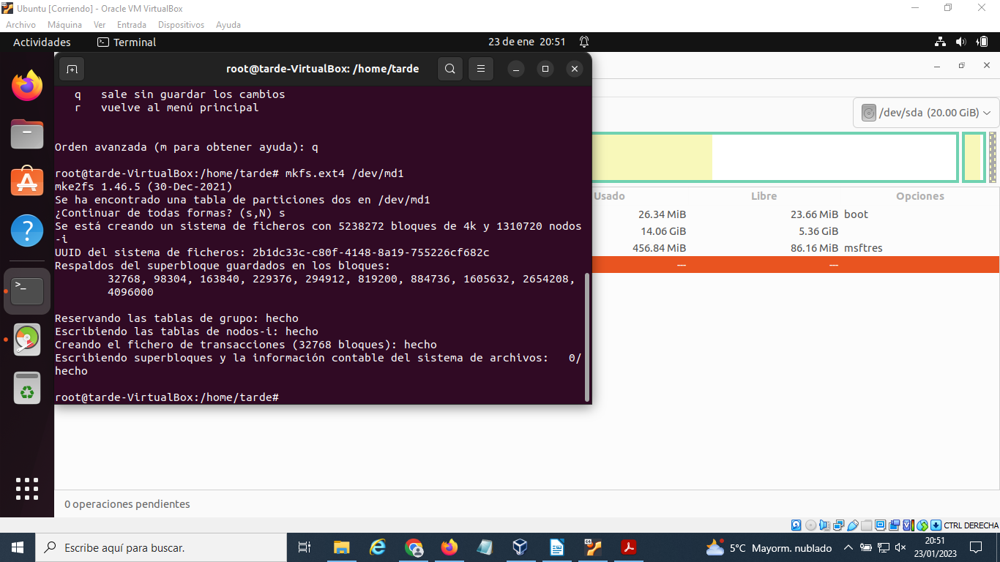 Ubuntu [Corriendo] - Oracle VM VirtualBox
Archivo Máquina Ver Entrada Dispositivos Ayuda
Actividades Terminal 23 de ene 20:51
root@tarde-VirtualBox: /home/tarde
q sale sin guardar los cambios
r vuelve al menú principal
Orden avanzada (m para obtener ayuda): q
root@tarde-VirtualBox:/home/tarde# mkfs.ext4 /dev/md1
mke2fs 1.46.5 (30-Dec-2021)
Se ha encontrado una tabla de particiones dos en /dev/md1
¿Continuar de todas formas? (s,N) s
Se está creando un sistema de ficheros con 5238272 bloques de 4k y 1310720 nodos
-i
UUID del sistema de ficheros: 2b1dc33c-c80f-4148-8a19-755226cf682c
Respaldos del superbloque guardados en los bloques:
32768, 98304, 163840, 229376, 294912, 819200, 884736, 1605632, 2654208,
4096000
Reservando las tablas de grupo: hecho
Escribiendo las tablas de nodos-i: hecho
Creando el fichero de transacciones (32768 bloques): hecho
Escribiendo superbloques y la información contable del sistema de archivos: 0/
hecho
root@tarde-VirtualBox:/home/tarde#
/dev/sda (20.00 GiB)
Usado Libre Opciones
26.34 MiB 23.66 MiB boot
14.06 GiB 5.36 GiB
456.84 MiB 86.16 MiB msftres
--- ---
0 operaciones pendientes
CTRL DERECHA
Escribe aquí para buscar.
5°C Mayorm. nublado
20:51
23/01/2023